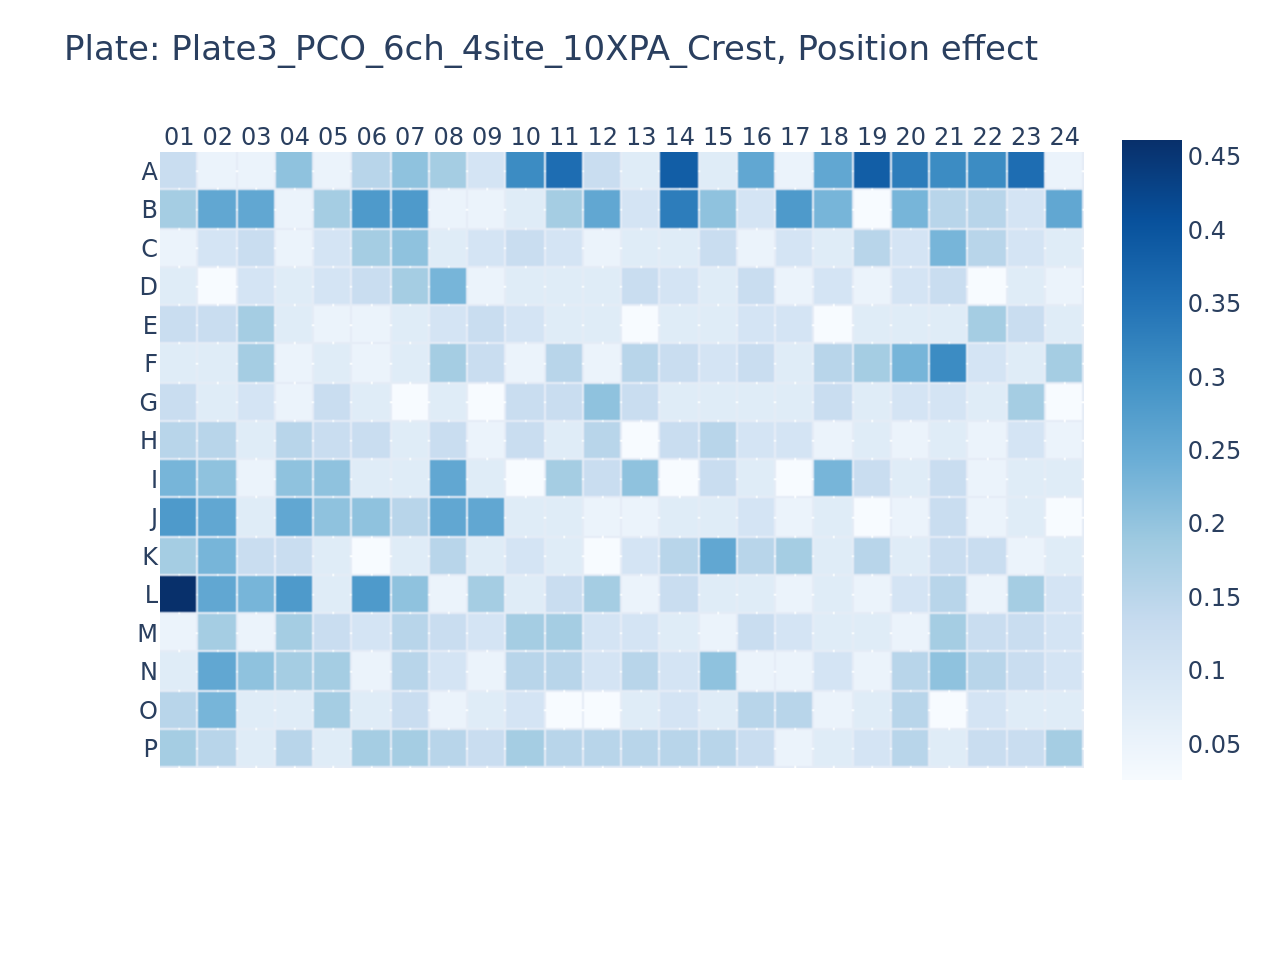 Plate: Plate3_PCO_6ch_4site_10XPA_Crest, Position effect
01 02 03 04 05 06 07 08 09 10 11 12 13 14 15 16 17 18 19 20 21 22 23 24
A
B
C
D
E
F
G
H
I
J
K
L
M
N
O
P
0.45
0.4
0.35
0.3
0.25
0.2
0.15
0.1
0.05